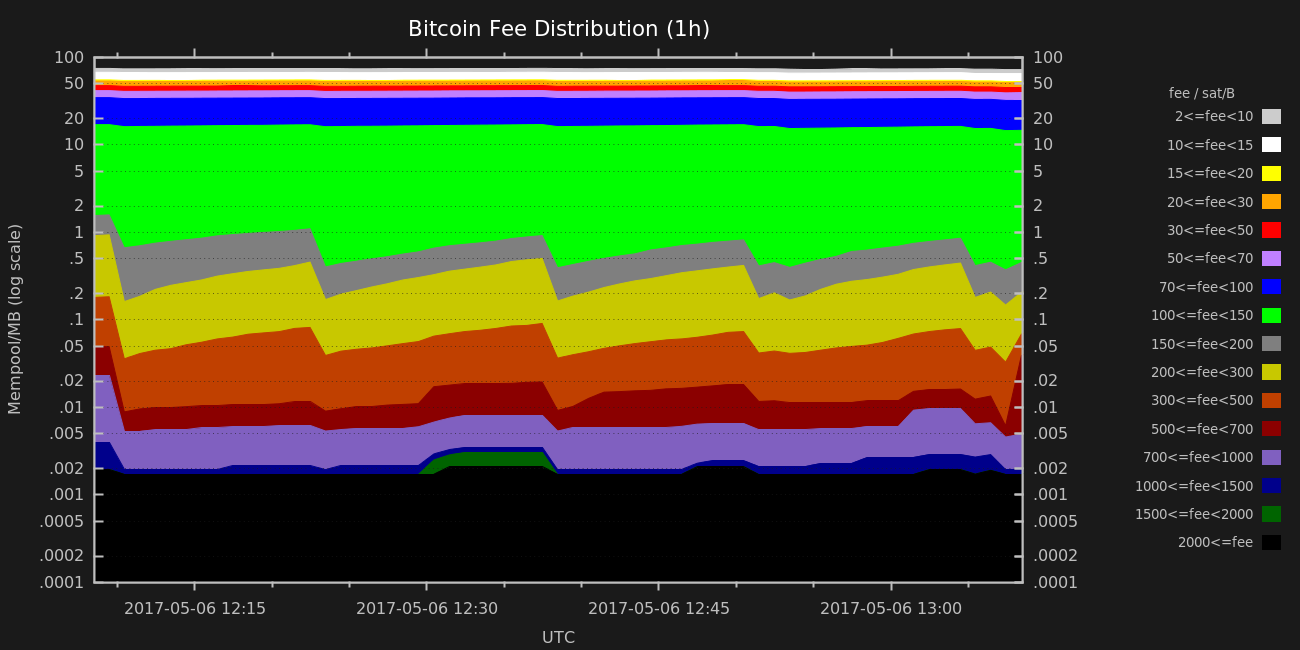 Bitcoin Fee Distribution (1h)
Mempool/MB (log scale)
100
50
20
10
5
2
1
.5
.2
.1
.05
.02
.01
.005
.002
.001
.0005
.0002
.0001
100
50
20
10
5
2
1
.5
.2
.1
.05
.02
.01
.005
.002
.001
.0005
.0002
.0001
2017-05-06 12:15
2017-05-06 12:30
2017-05-06 12:45
2017-05-06 13:00
UTC
fee / sat/B
2<=fee<10
10<=fee<15
15<=fee<20
20<=fee<30
30<=fee<50
50<=fee<70
70<=fee<100
100<=fee<150
150<=fee<200
200<=fee<300
300<=fee<500
500<=fee<700
700<=fee<1000
1000<=fee<1500
1500<=fee<2000
2000<=fee